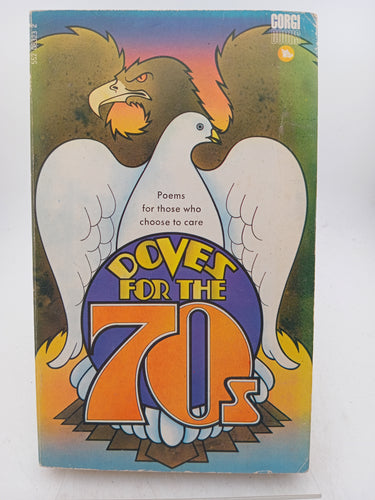 CORGI
Poems
for those who
choose to care
DOVES
FOR THE
70s